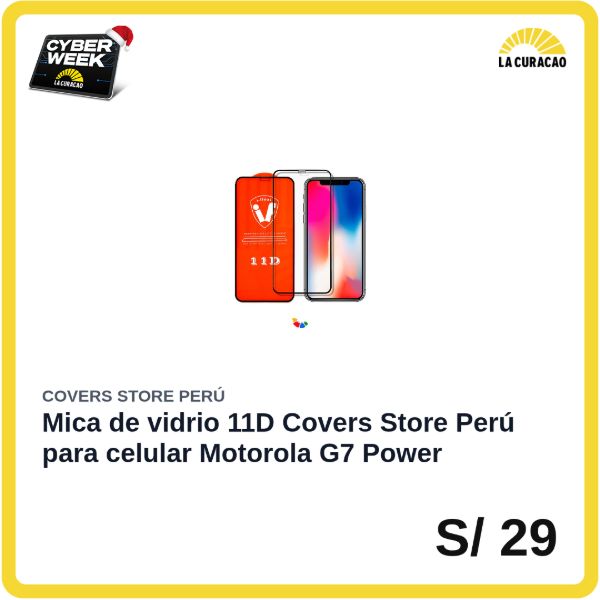 CYBER
WEEK
LA CURACAO
LA CURACAO
11D
COVERS STORE PERÚ
Mica de vidrio 11D Covers Store Perú
para celular Motorola G7 Power
S/ 29